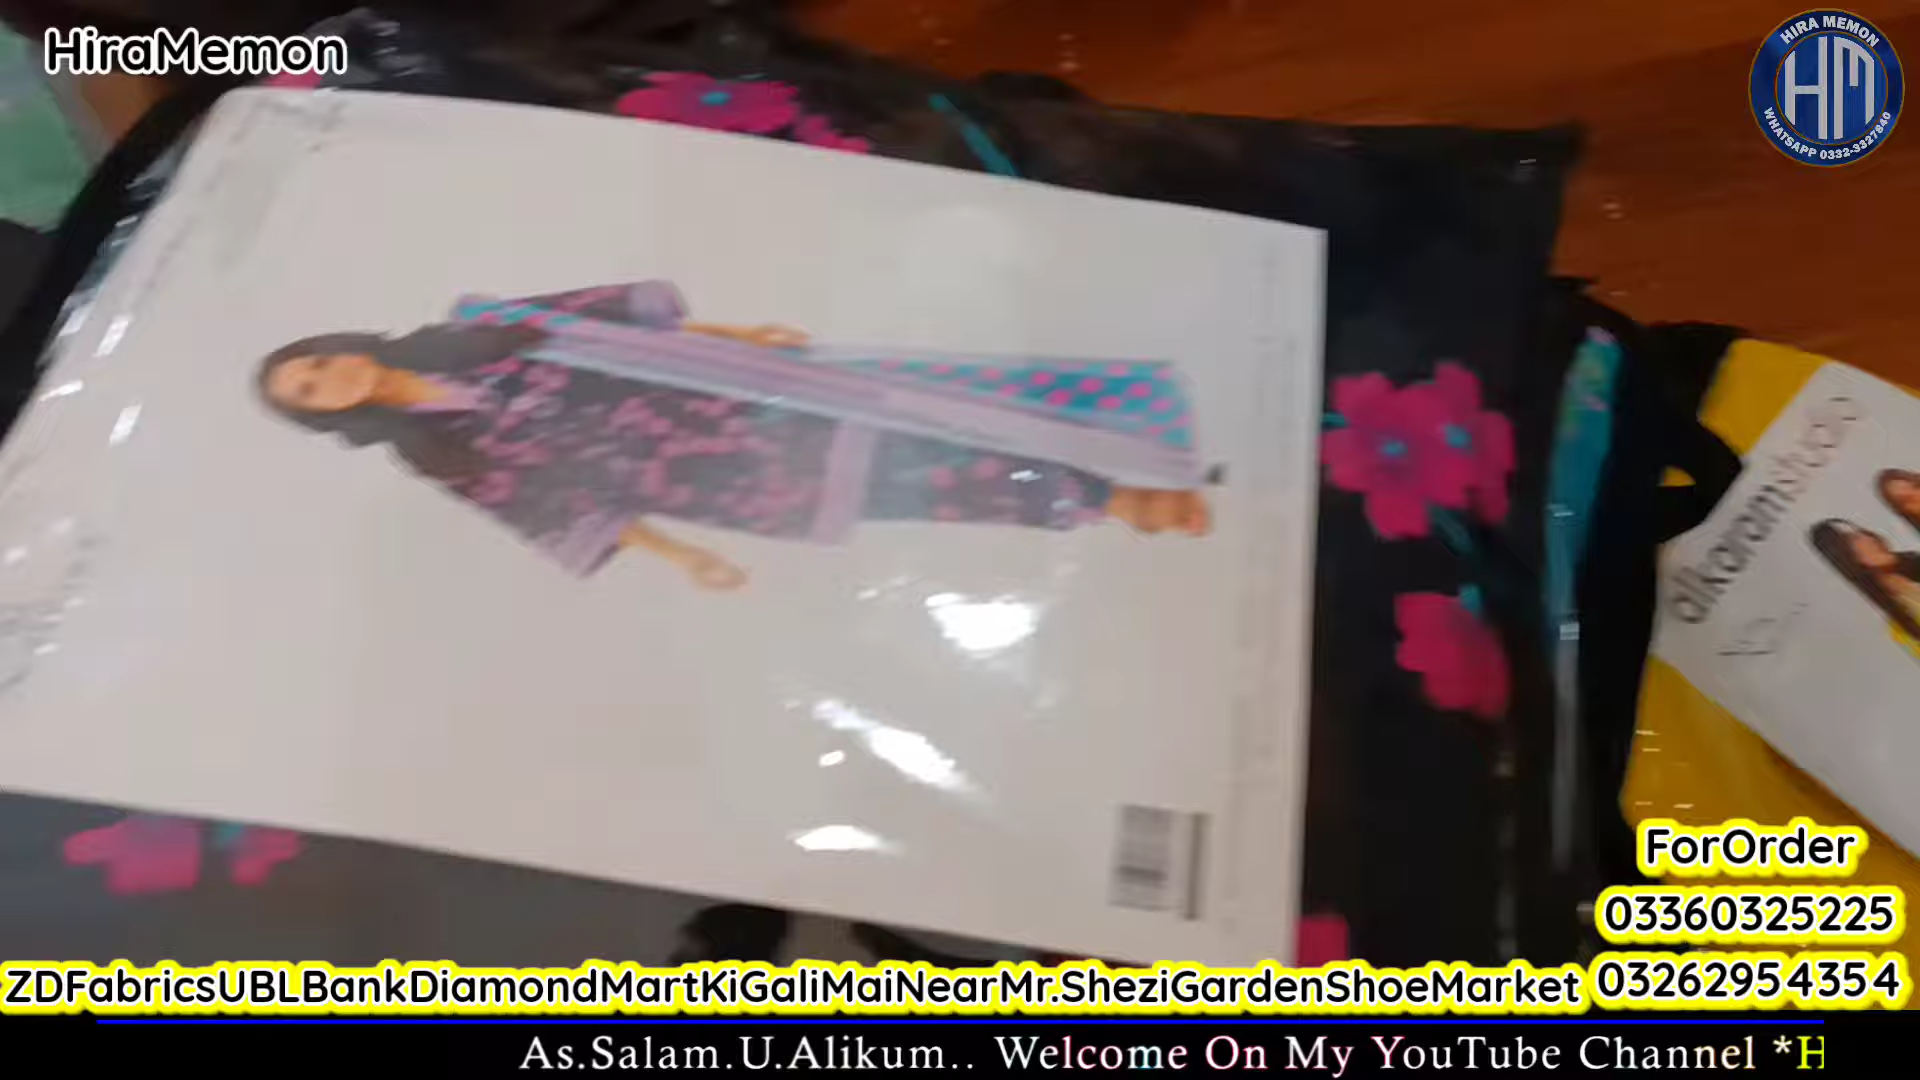 HiraMemon
HIRA MEMON
HM
WHATSAPP 0332-3327840
alkaramstudio
ForOrder
03360325225
03262954354
ZDFabricsUBLBankDiamondMartKiGaliMaiNearMr.SheziGardenShoeMarket
As.Salam.U.Alikum.. Welcome On My YouTube Channel *H